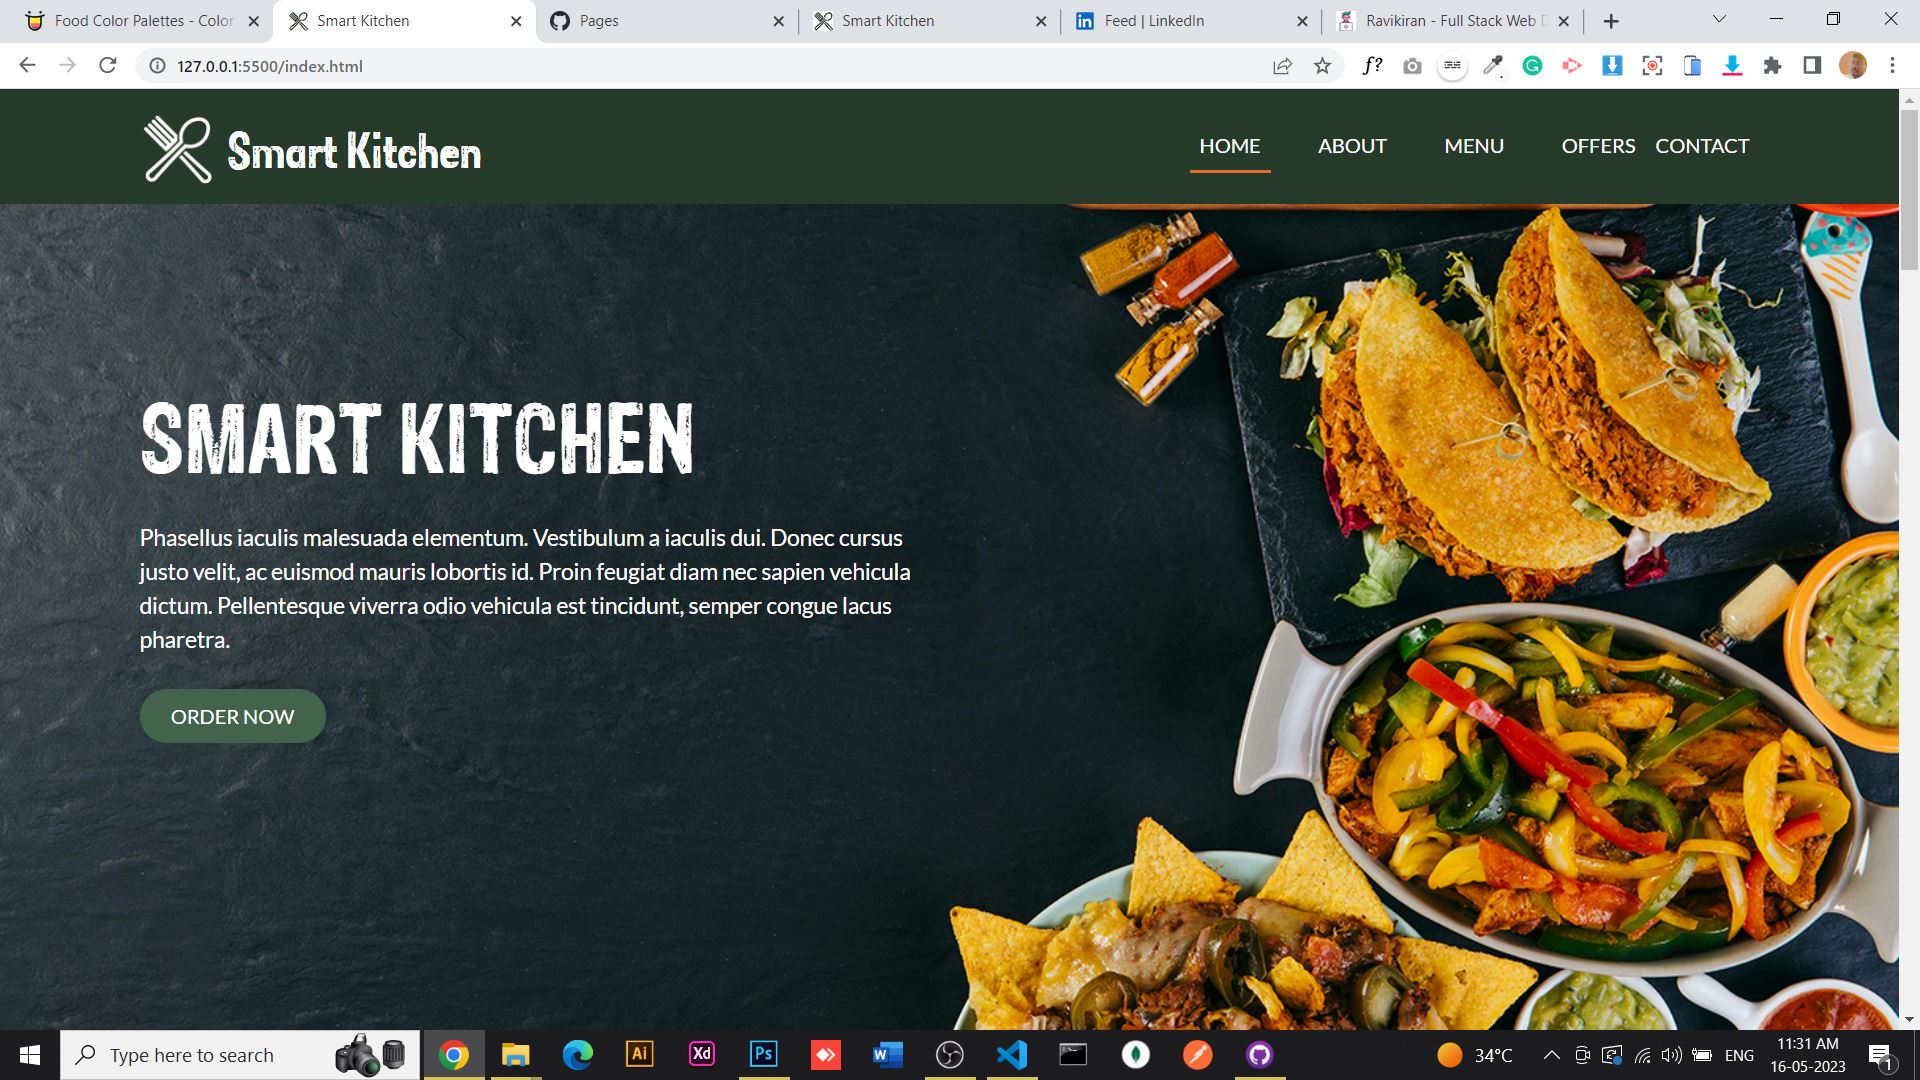 Food Color Palettes - Color
Smart Kitchen
Pages
Smart Kitchen
Feed | LinkedIn
Ravikiran - Full Stack Web D
127.0.0.1:5500/index.html
f?
Smart Kitchen
HOME ABOUT MENU OFFERS CONTACT
SMART KITCHEN
Phasellus iaculis malesuada elementum. Vestibulum a iaculis dui. Donec cursus
justo velit, ac euismod mauris lobortis id. Proin feugiat diam nec sapien vehicula
dictum. Pellentesque viverra odio vehicula est tincidunt, semper congue lacus
pharetra.
ORDER NOW
Type here to search
Ai
Xd
Ps
W
34°C
ENG
11:31 AM
16-05-2023
1